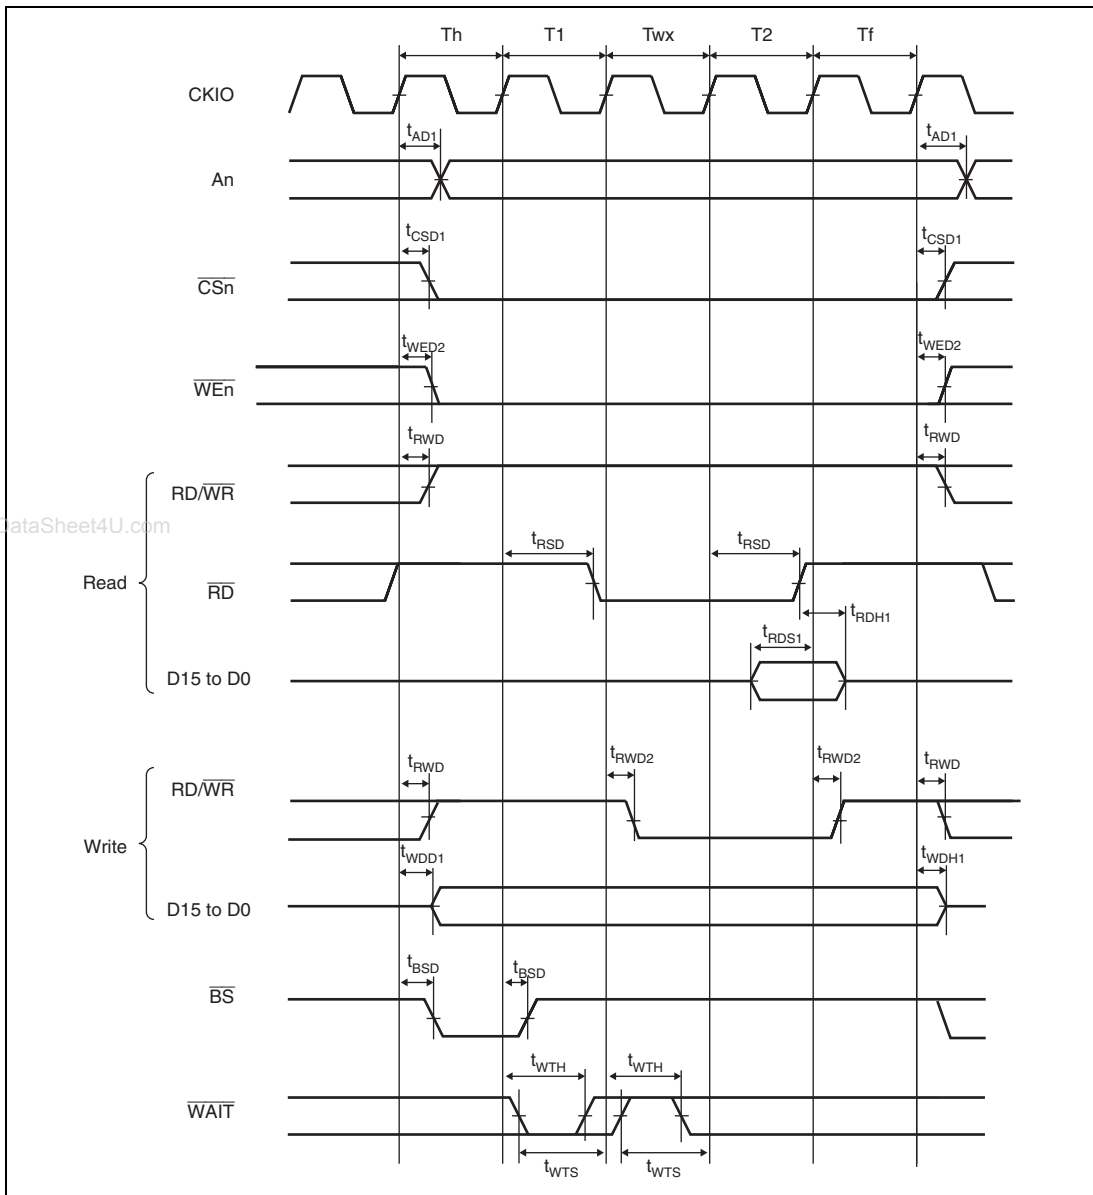 Th T1 Twx T2 Tf
CKIO
tAD1 tAD1
An
tCSD1 tCSD1
CSn
tWED2 tWED2
WEn
tRWD tRWD
RD/WR
DataSheet4U.com
tRSD tRSD
Read
RD
tRDH1
tRDS1
D15 to D0
tRWD tRWD2 tRWD2 tRWD
RD/WR
Write
tWDD1 tWDH1
D15 to D0
tBSD tBSD
BS
tWTH tWTH
WAIT
tWTS tWTS